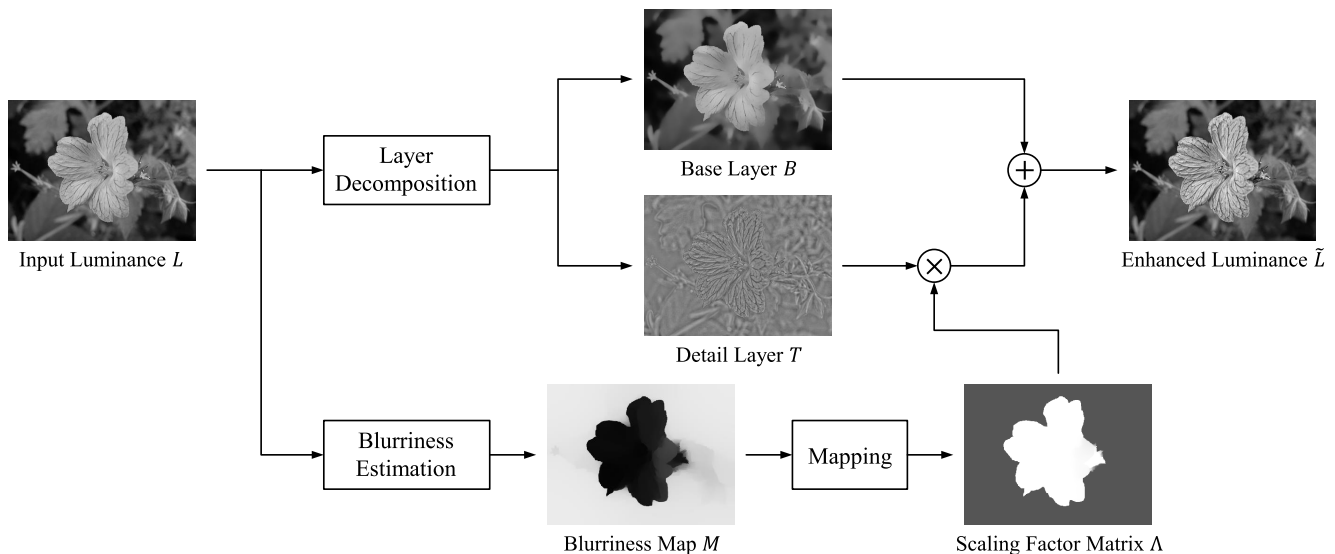 Input Luminance L
Layer
Decomposition
Base Layer B
Detail Layer T
Enhanced Luminance L̃
Blurriness
Estimation
Blurriness Map M
Mapping
Scaling Factor Matrix Λ